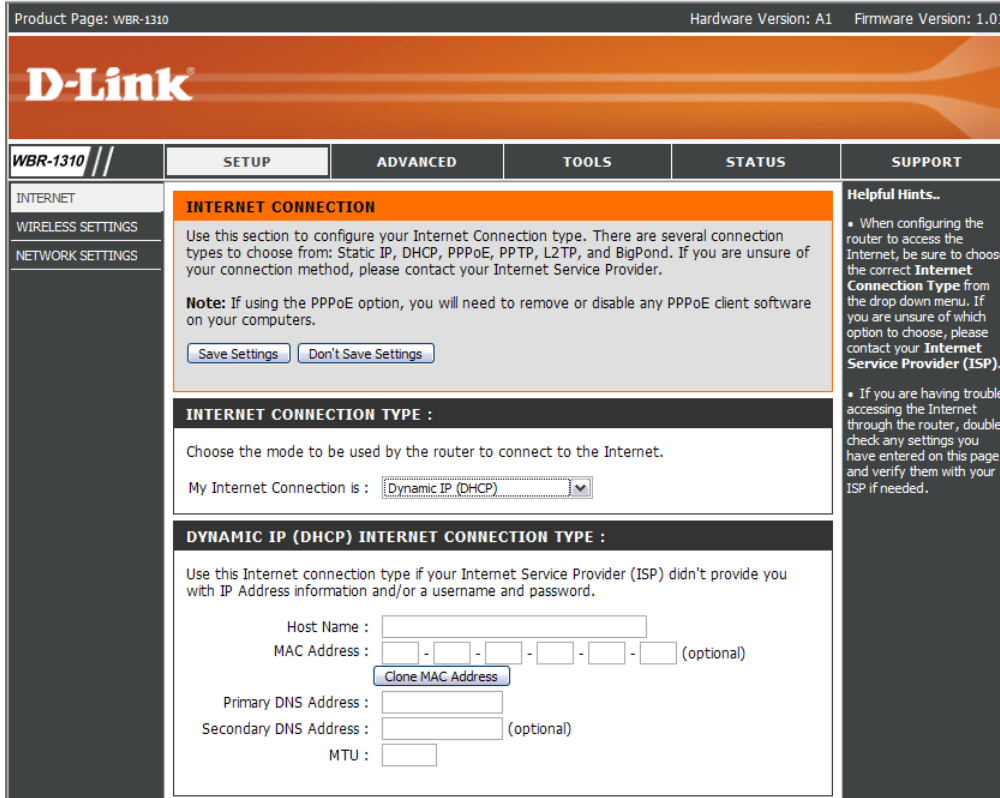 Product Page: WBR-1310
Hardware Version: A1
Firmware Version: 1.01
D-Link®
WBR-1310
SETUP
ADVANCED
TOOLS
STATUS
SUPPORT
INTERNET
WIRELESS SETTINGS
NETWORK SETTINGS
INTERNET CONNECTION
Use this section to configure your Internet Connection type. There are several connection
types to choose from: Static IP, DHCP, PPPoE, PPTP, L2TP, and BigPond. If you are unsure of
your connection method, please contact your Internet Service Provider.
Note: If using the PPPoE option, you will need to remove or disable any PPPoE client software
on your computers.
Save Settings
Don't Save Settings
INTERNET CONNECTION TYPE :
Choose the mode to be used by the router to connect to the Internet.
My Internet Connection is : Dynamic IP (DHCP)
DYNAMIC IP (DHCP) INTERNET CONNECTION TYPE :
Use this Internet connection type if your Internet Service Provider (ISP) didn't provide you
with IP Address information and/or a username and password.
Host Name :
MAC Address : - - - - - (optional)
Clone MAC Address
Primary DNS Address :
Secondary DNS Address : (optional)
MTU :
Helpful Hints..
• When configuring the
router to access the
Internet, be sure to choose
the correct Internet
Connection Type from
the drop down menu. If
you are unsure of which
option to choose, please
contact your Internet
Service Provider (ISP).
• If you are having trouble
accessing the Internet
through the router, double
check any settings you
have entered on this page
and verify them with your
ISP if needed.